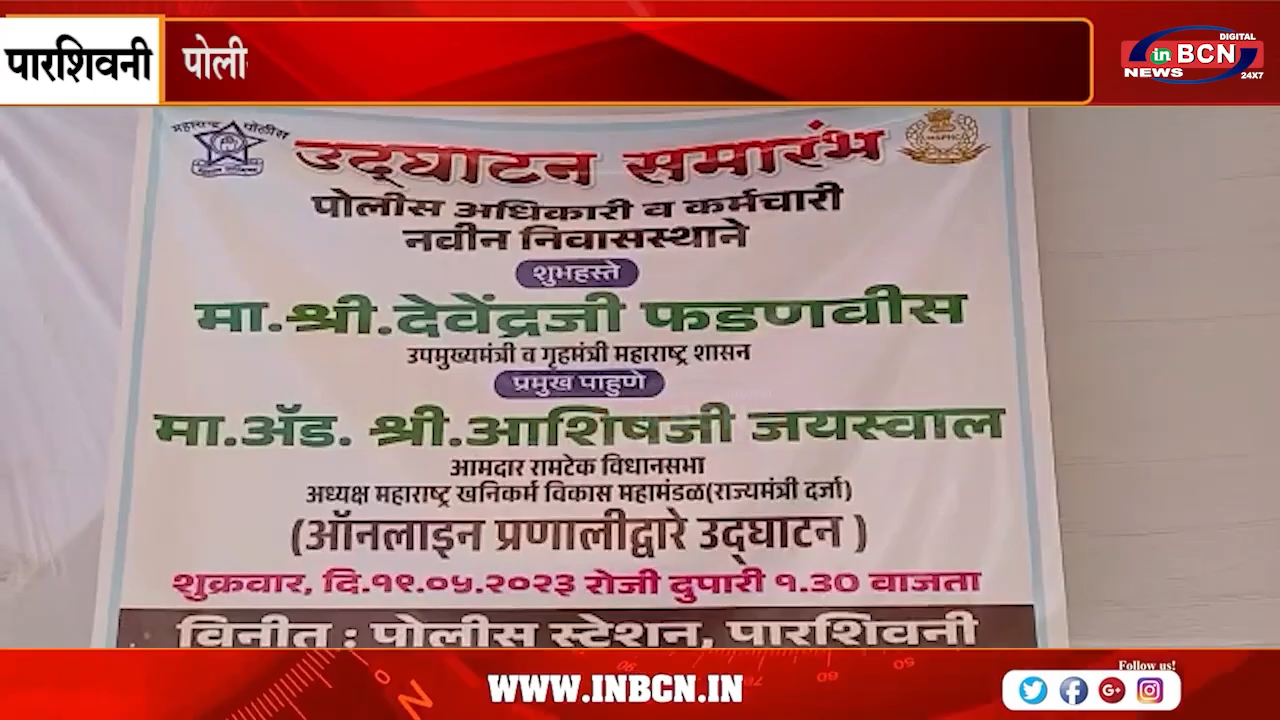 पारशिवनी
पोली
DIGITAL
in BCN
NEWS
24X7
महाराष्ट्र पोलीस
उद्घाटन समारंभ
पोलीस अधिकारी व कर्मचारी
नवीन निवासस्थाने
शुभहस्ते
मा.श्री.देवेंद्रजी फडणवीस
उपमुख्यमंत्री व गृहमंत्री महाराष्ट्र शासन
प्रमुख पाहुणे
मा.ॲड. श्री.आशिषजी जयस्वाल
आमदार रामटेक विधानसभा
अध्यक्ष महाराष्ट्र खनिकर्म विकास महामंडळ(राज्यमंत्री दर्जा)
(ऑनलाइन प्रणालीद्वारे उद्घाटन )
शुक्रवार, दि.१९.०५.२०२३ रोजी दुपारी १.30 वाजता
विनीत : पोलीस स्टेशन, पारशिवनी
WWW.INBCN.IN
Follow us!